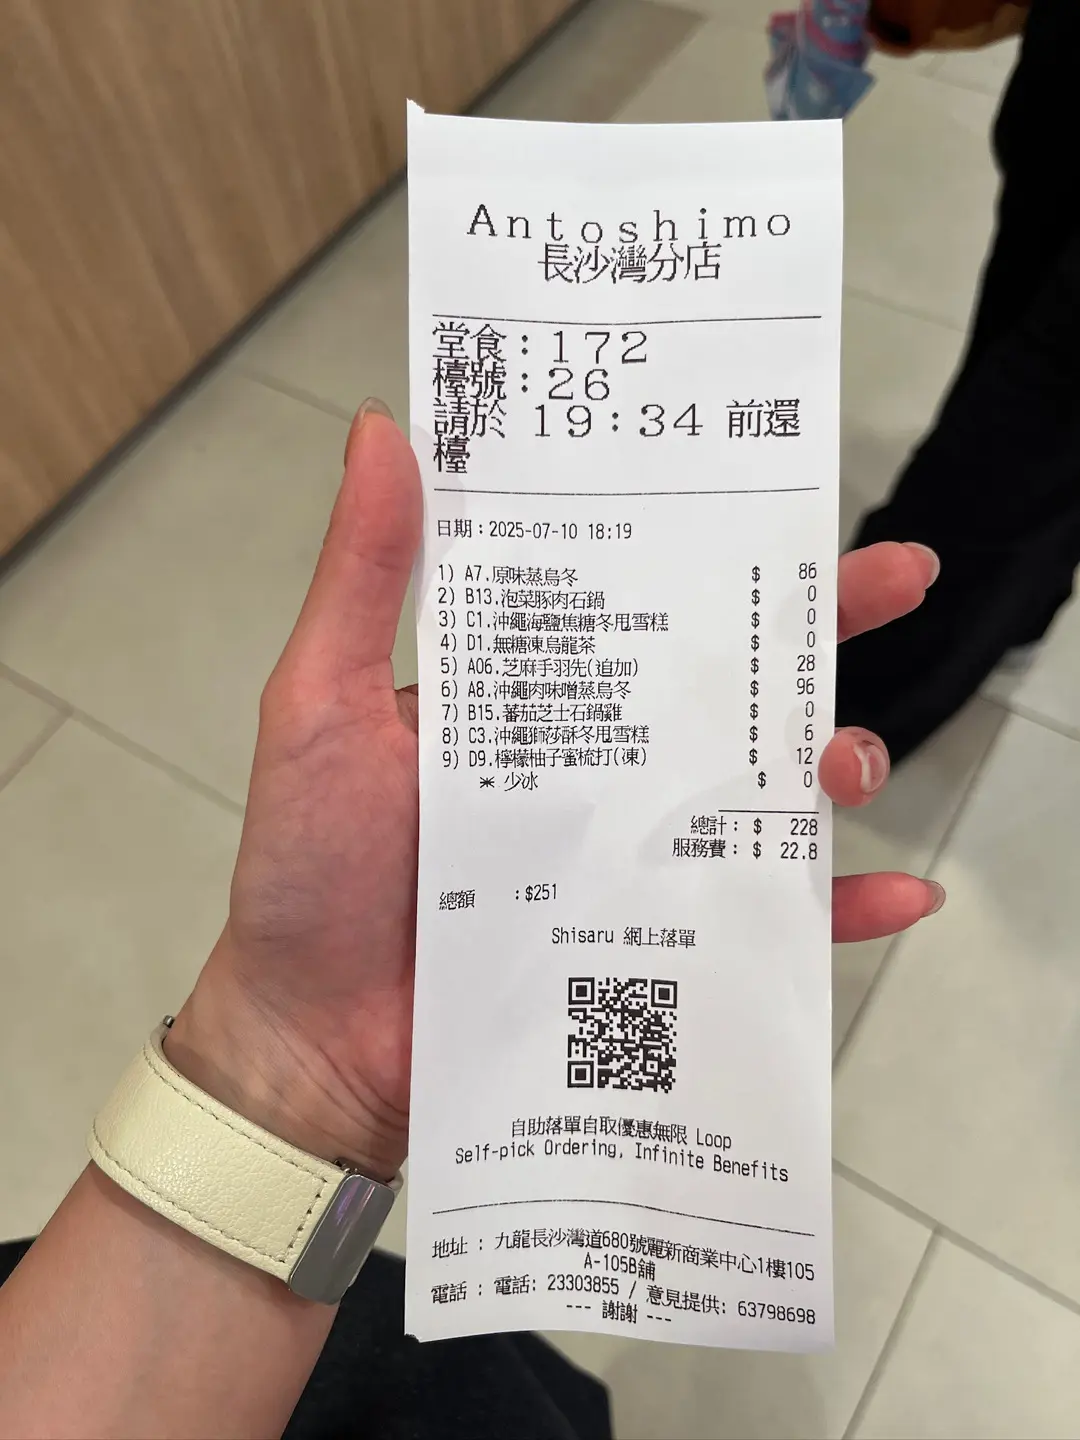 Antoshimo
長沙灣分店
堂食：172
檯號：26
請於 19：34 前還
檯
日期：2025-07-10 18:19
1) A7.原味蒸烏冬 $ 86
2) B13.泡菜豚肉石鍋 $ 0
3) C1.沖繩海鹽焦糖冬甩雪糕 $ 0
4) D1.無糖凍烏龍茶 $ 0
5) A06.芝麻手羽先(追加) $ 28
6) A8.沖繩肉味噌蒸烏冬 $ 96
7) B15.蕃茄芝士石鍋雞 $ 0
8) C3.沖繩獅莎酥冬甩雪糕 $ 6
9) D9.檸檬柚子蜜梳打(凍) $ 12
＊ 少冰 $ 0
總計：$ 228
服務費：$ 22.8
總額 ：$251
Shisaru 網上落單
自助落單自取優惠無限 Loop
Self-pick Ordering, Infinite Benefits
地址 : 九龍長沙灣道680號麗新商業中心1樓105
A-105B舖
電話 : 電話: 23303855 / 意見提供: 63798698
--- 謝謝 ---